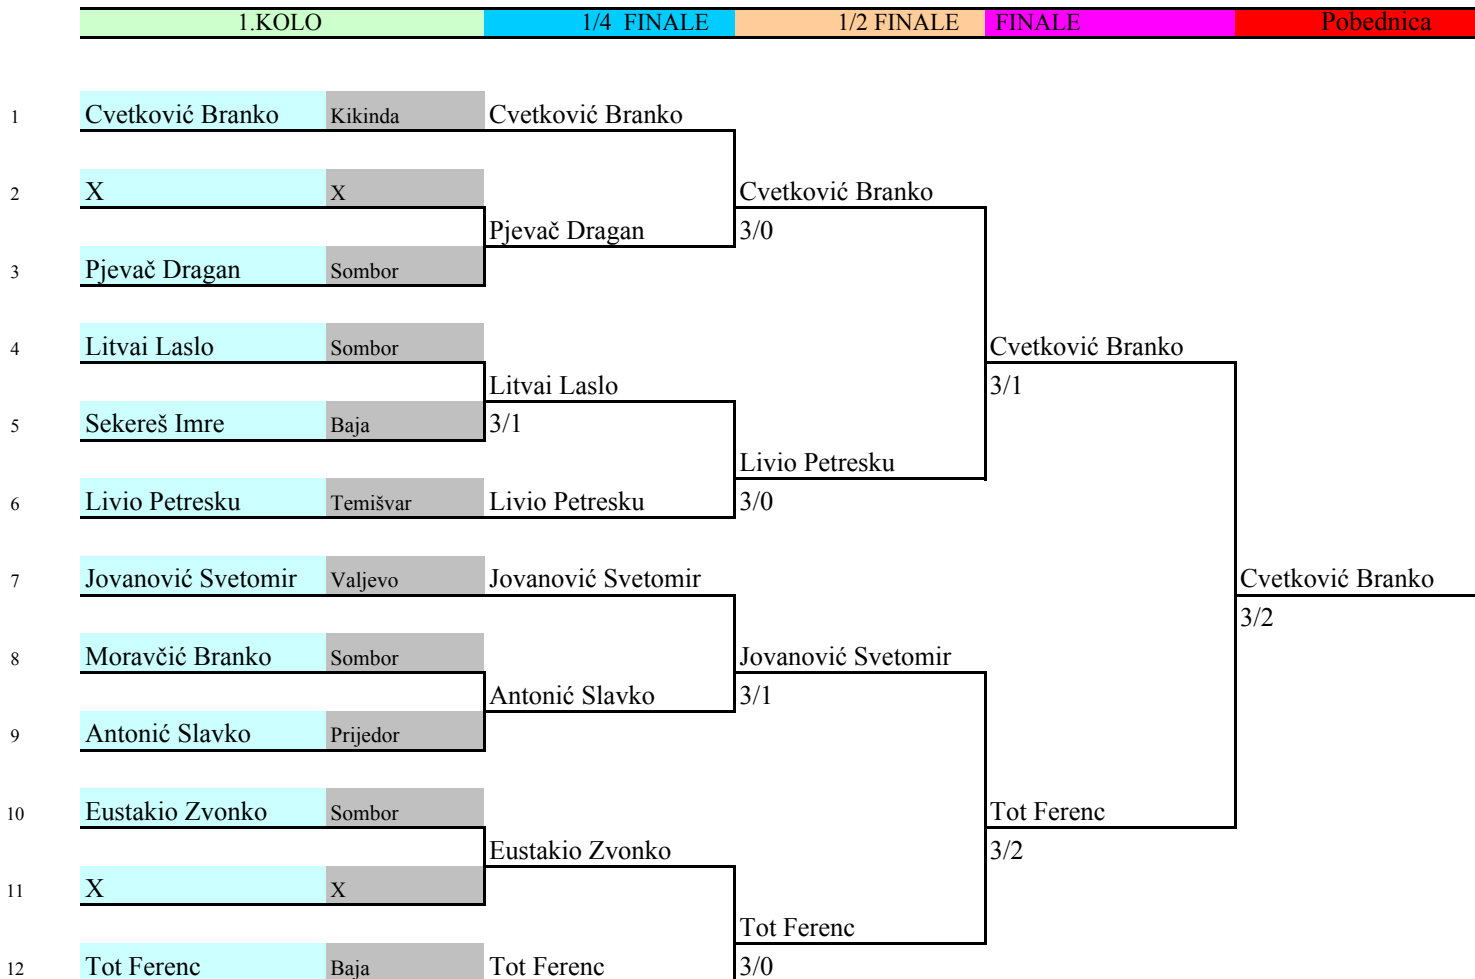 1.KOLO 1/4 FINALE 1/2 FINALE FINALE Pobednica
1 Cvetković Branko Kikinda Cvetković Branko
2 X X Cvetković Branko
Pjevač Dragan 3/0
3 Pjevač Dragan Sombor
4 Litvai Laslo Sombor Cvetković Branko
Litvai Laslo 3/1
5 Sekereš Imre Baja 3/1
Livio Petresku
6 Livio Petresku Temišvar Livio Petresku 3/0
7 Jovanović Svetomir Valjevo Jovanović Svetomir Cvetković Branko
3/2
8 Moravčić Branko Sombor Jovanović Svetomir
Antonić Slavko 3/1
9 Antonić Slavko Prijedor
10 Eustakio Zvonko Sombor Tot Ferenc
Eustakio Zvonko 3/2
11 X X
Tot Ferenc
12 Tot Ferenc Baja Tot Ferenc 3/0